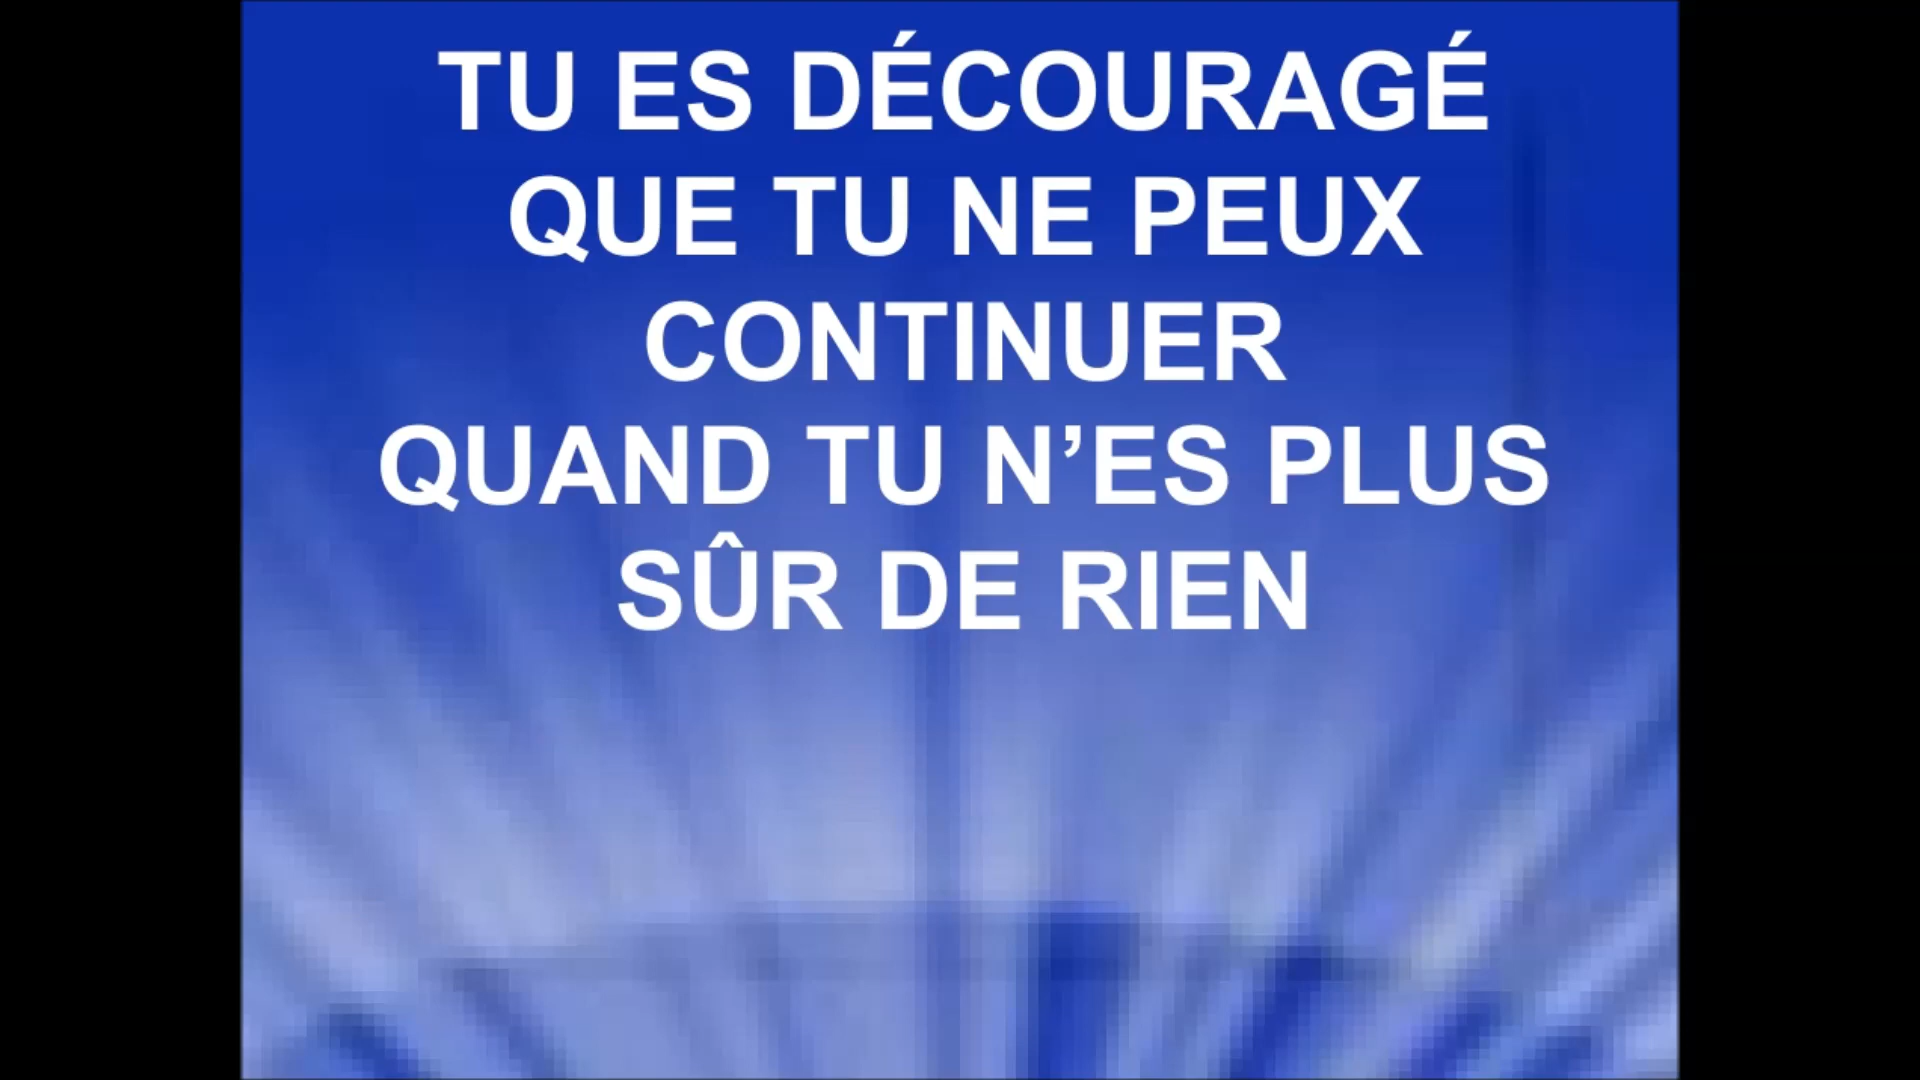 TU ES DÉCOURAGÉ
QUE TU NE PEUX
CONTINUER
QUAND TU N’ES PLUS
SÛR DE RIEN